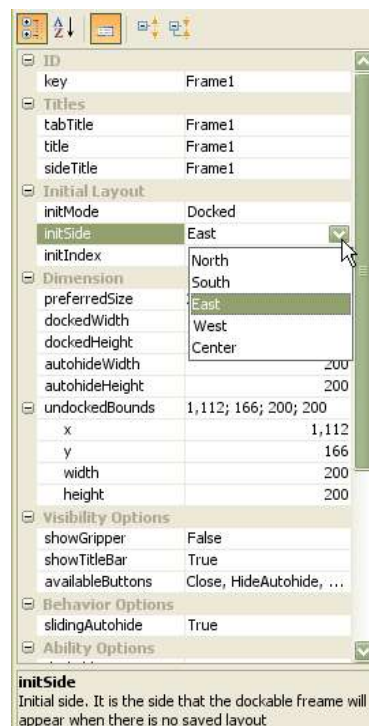 ID
key Frame1
Titles
tabTitle Frame1
title Frame1
sideTitle Frame1
Initial Layout
initMode Docked
initSide East
initIndex
North
South
East
West
Center
Dimension
preferredSize
dockedWidth
dockedHeight
autohideWidth 200
autohideHeight 200
undockedBounds 1,112; 166; 200; 200
x 1,112
y 166
width 200
height 200
Visibility Options
showGripper False
showTitleBar True
availableButtons Close, HideAutohide, ...
Behavior Options
slidingAutohide True
Ability Options
initSide
Initial side. It is the side that the dockable freame will
appear when there is no saved layout